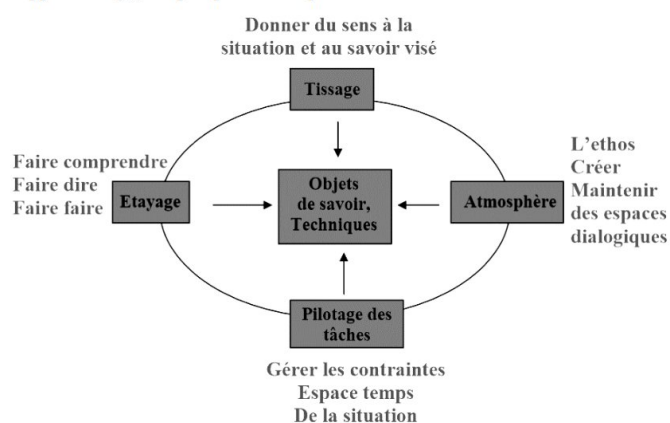 Donner du sens à la
situation et au savoir visé
Tissage
Faire comprendre
Faire dire
Faire faire
Etayage
Objets
de savoir,
Techniques
Atmosphère
L'ethos
Créer
Maintenir
des espaces
dialogiques
Pilotage des
tâches
Gérer les contraintes
Espace temps
De la situation